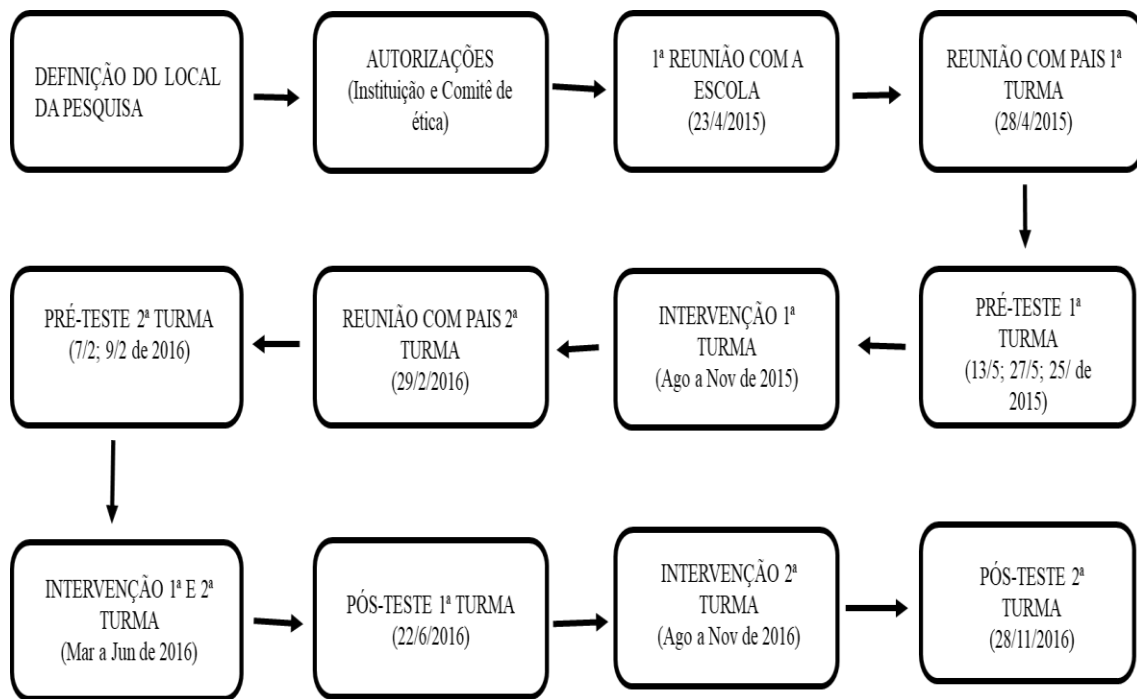 DEFINIÇÃO DO LOCAL
DA PESQUISA
AUTORIZAÇÕES
(Instituição e Comitê de
ética)
1ª REUNIÃO COM A
ESCOLA
(23/4/2015)
REUNIÃO COM PAIS 1ª
TURMA
(28/4/2015)
PRÉ-TESTE 1ª
TURMA
(13/5; 27/5; 25/ de
2015)
INTERVENÇÃO 1ª
TURMA
(Ago a Nov de 2015)
REUNIÃO COM PAIS 2ª
TURMA
(29/2/2016)
PRÉ-TESTE 2ª TURMA
(7/2; 9/2 de 2016)
INTERVENÇÃO 1ª E 2ª
TURMA
(Mar a Jun de 2016)
PÓS-TESTE 1ª TURMA
(22/6/2016)
INTERVENÇÃO 2ª
TURMA
(Ago a Nov de 2016)
PÓS-TESTE 2ª
TURMA
(28/11/2016)